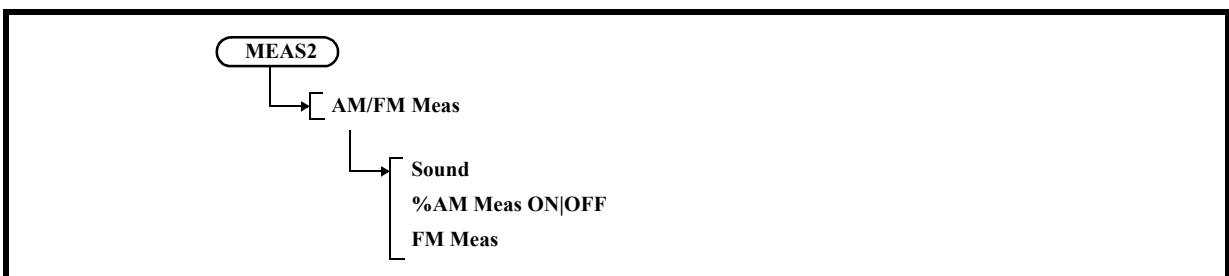 MEAS2
AM/FM Meas
Sound
%AM Meas ON|OFF
FM Meas